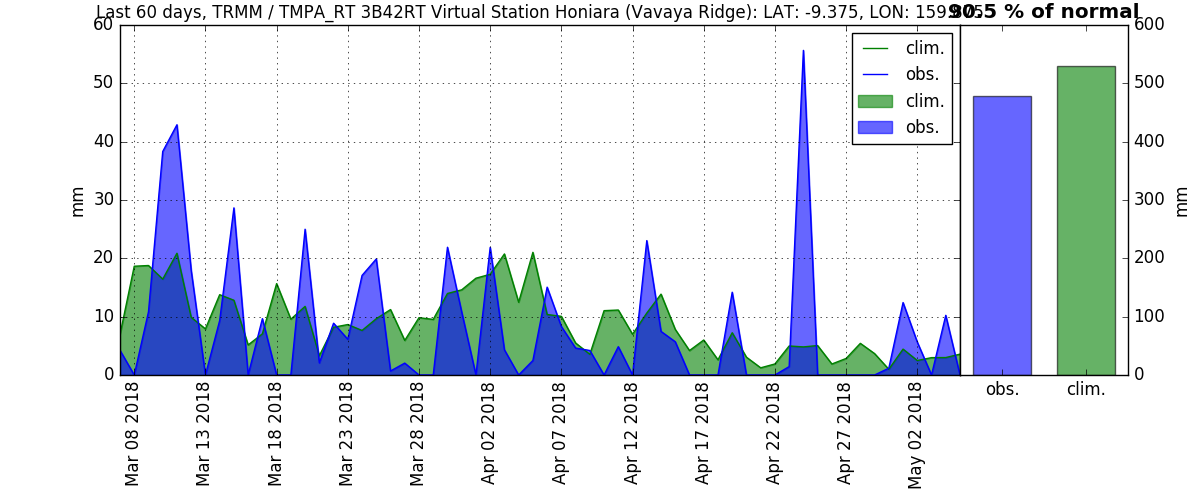 Last 60 days, TRMM / TMPA_RT 3B42RT Virtual Station Honiara (Vavaya Ridge): LAT: -9.375, LON: 159.875
90.5 % of normal
60
50
40
30
20
10
0
mm
clim.
obs.
clim.
obs.
600
500
400
300
200
100
0
mm
obs.
clim.
Mar 08 2018
Mar 13 2018
Mar 18 2018
Mar 23 2018
Mar 28 2018
Apr 02 2018
Apr 07 2018
Apr 12 2018
Apr 17 2018
Apr 22 2018
Apr 27 2018
May 02 2018